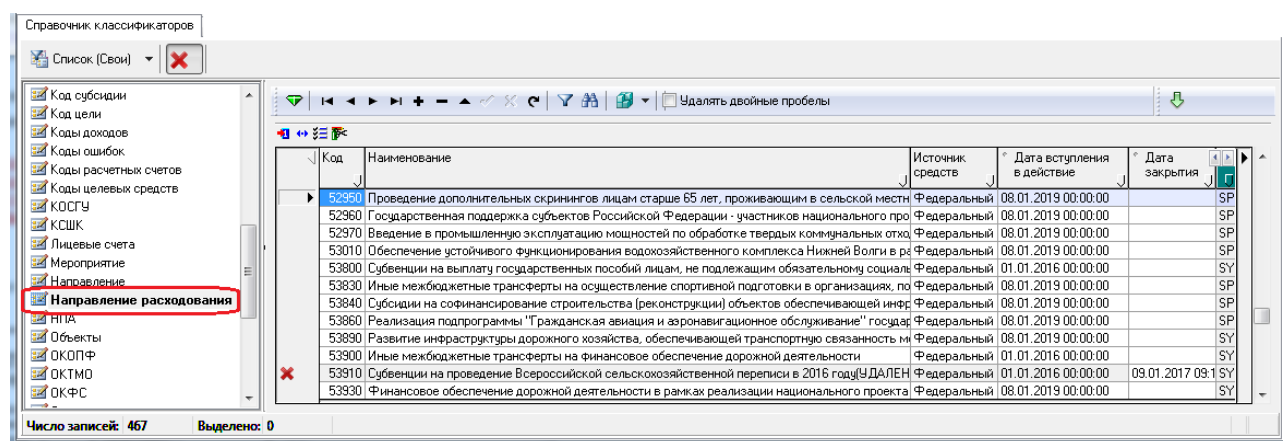 Справочник классификаторов
Список (Свои)
Код субсидии
Код цели
Коды доходов
Коды ошибок
Коды расчетных счетов
Коды целевых средств
КОСГУ
КСШК
Лицевые счета
Мероприятие
Направление
Направление расходования
НПА
Объекты
ОКОПФ
ОКТМО
ОКФС
Удалять двойные пробелы
Код Наименование Источник средств Дата вступления в действие Дата закрытия
52950 Проведение дополнительных скринингов лицам старше 65 лет, проживающим в сельской местн Федеральный 08.01.2019 00:00:00 SP
52960 Государственная поддержка субъектов Российской Федерации - участников национального про Федеральный 08.01.2019 00:00:00 SP
52970 Введение в промышленную эксплуатацию мощностей по обработке твердых коммунальных отхо Федеральный 08.01.2019 00:00:00 SP
53010 Обеспечение устойчивого функционирования водохозяйственного комплекса Нижней Волги в ра Федеральный 08.01.2019 00:00:00 SP
53800 Субвенции на выплату государственных пособий лицам, не подлежащим обязательному социаль Федеральный 01.01.2016 00:00:00 SY
53830 Иные межбюджетные трансферты на осуществление спортивной подготовки в организациях, по Федеральный 08.01.2019 00:00:00 SP
53840 Субсидии на софинансирование строительства (реконструкции) объектов обеспечивающей инфр Федеральный 08.01.2019 00:00:00 SP
53860 Реализация подпрограммы "Гражданская авиация и аэронавигационное обслуживание" государ Федеральный 08.01.2019 00:00:00 SP
53890 Развитие инфраструктуры дорожного хозяйства, обеспечивающей транспортную связанность м Федеральный 08.01.2019 00:00:00 SY
53900 Иные межбюджетные трансферты на финансовое обеспечение дорожной деятельности Федеральный 01.01.2016 00:00:00 SY
53910 Субвенции на проведение Всероссийской сельскохозяйственной переписи в 2016 году(УДАЛЕН Федеральный 01.01.2016 00:00:00 09.01.2017 09:1 SY
53930 Финансовое обеспечение дорожной деятельности в рамках реализации национального проекта Федеральный 08.01.2019 00:00:00 SY
Число записей: 467 Выделено: 0